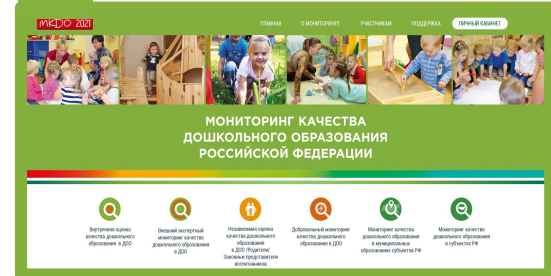 МКДО 2021
ГЛАВНАЯ
О МОНИТОРИНГЕ
УЧАСТНИКАМ
ПОДДЕРЖКА
ЛИЧНЫЙ КАБИНЕТ
МОНИТОРИНГ КАЧЕСТВА
ДОШКОЛЬНОГО ОБРАЗОВАНИЯ
РОССИЙСКОЙ ФЕДЕРАЦИИ
Внутренняя оценка
качества дошкольного
образования в ДОО
Внешний экспертный
мониторинг качества
дошкольного образования
в ДОО
Независимая оценка
качества дошкольного
образования
в ДОО /Родители/
Законные представители
воспитанников
Добровольный мониторинг
качества дошкольного
образования в ДОО
Мониторинг качества
дошкольного образования
в муниципальных
образованиях субъектов РФ
Мониторинг качества
дошкольного образования
в субъектах РФ